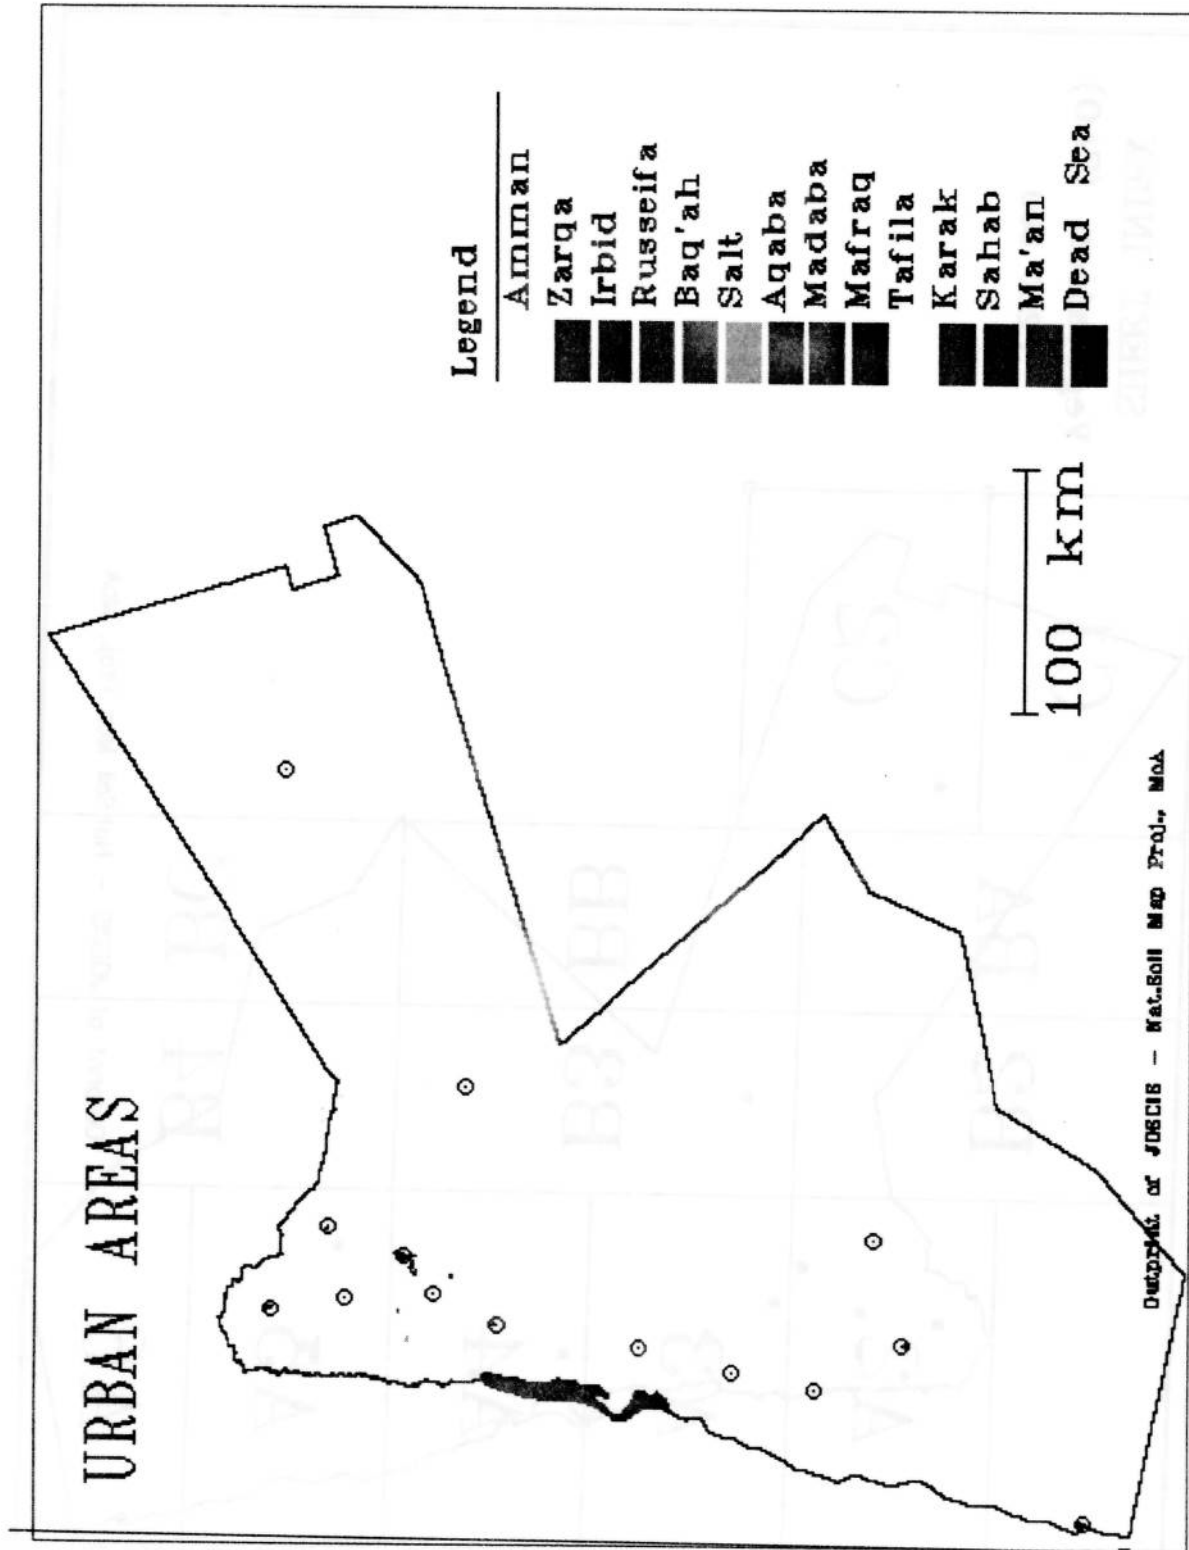 URBAN AREAS
Legend
Amman
Zarqa
Irbid
Russeifa
Baq'ah
Salt
Aqaba
Madaba
Mafraq
Tafila
Karak
Sahab
Ma'an
Dead Sea
100 km
Outprint of JOSCIS - Nat.Soil Map Proj., MoA